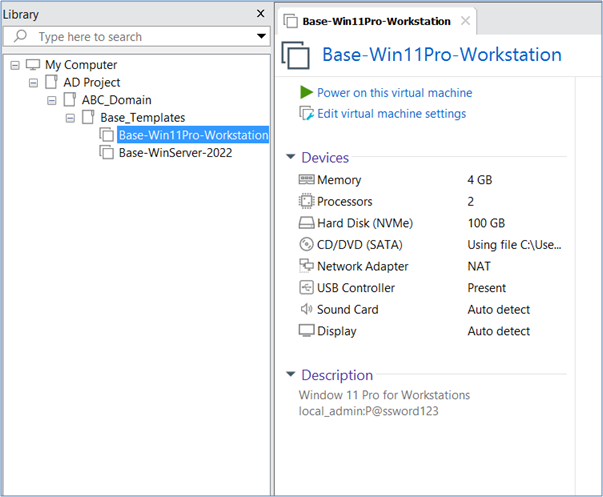 Library
Type here to search
My Computer
AD Project
ABC_Domain
Base_Templates
Base-Win11Pro-Workstation
Base-WinServer-2022
Base-Win11Pro-Workstation
Base-Win11Pro-Workstation
Power on this virtual machine
Edit virtual machine settings
Devices
Memory 4 GB
Processors 2
Hard Disk (NVMe) 100 GB
CD/DVD (SATA) Using file C:\Use...
Network Adapter NAT
USB Controller Present
Sound Card Auto detect
Display Auto detect
Description
Window 11 Pro for Workstations
local_admin:P@ssword123